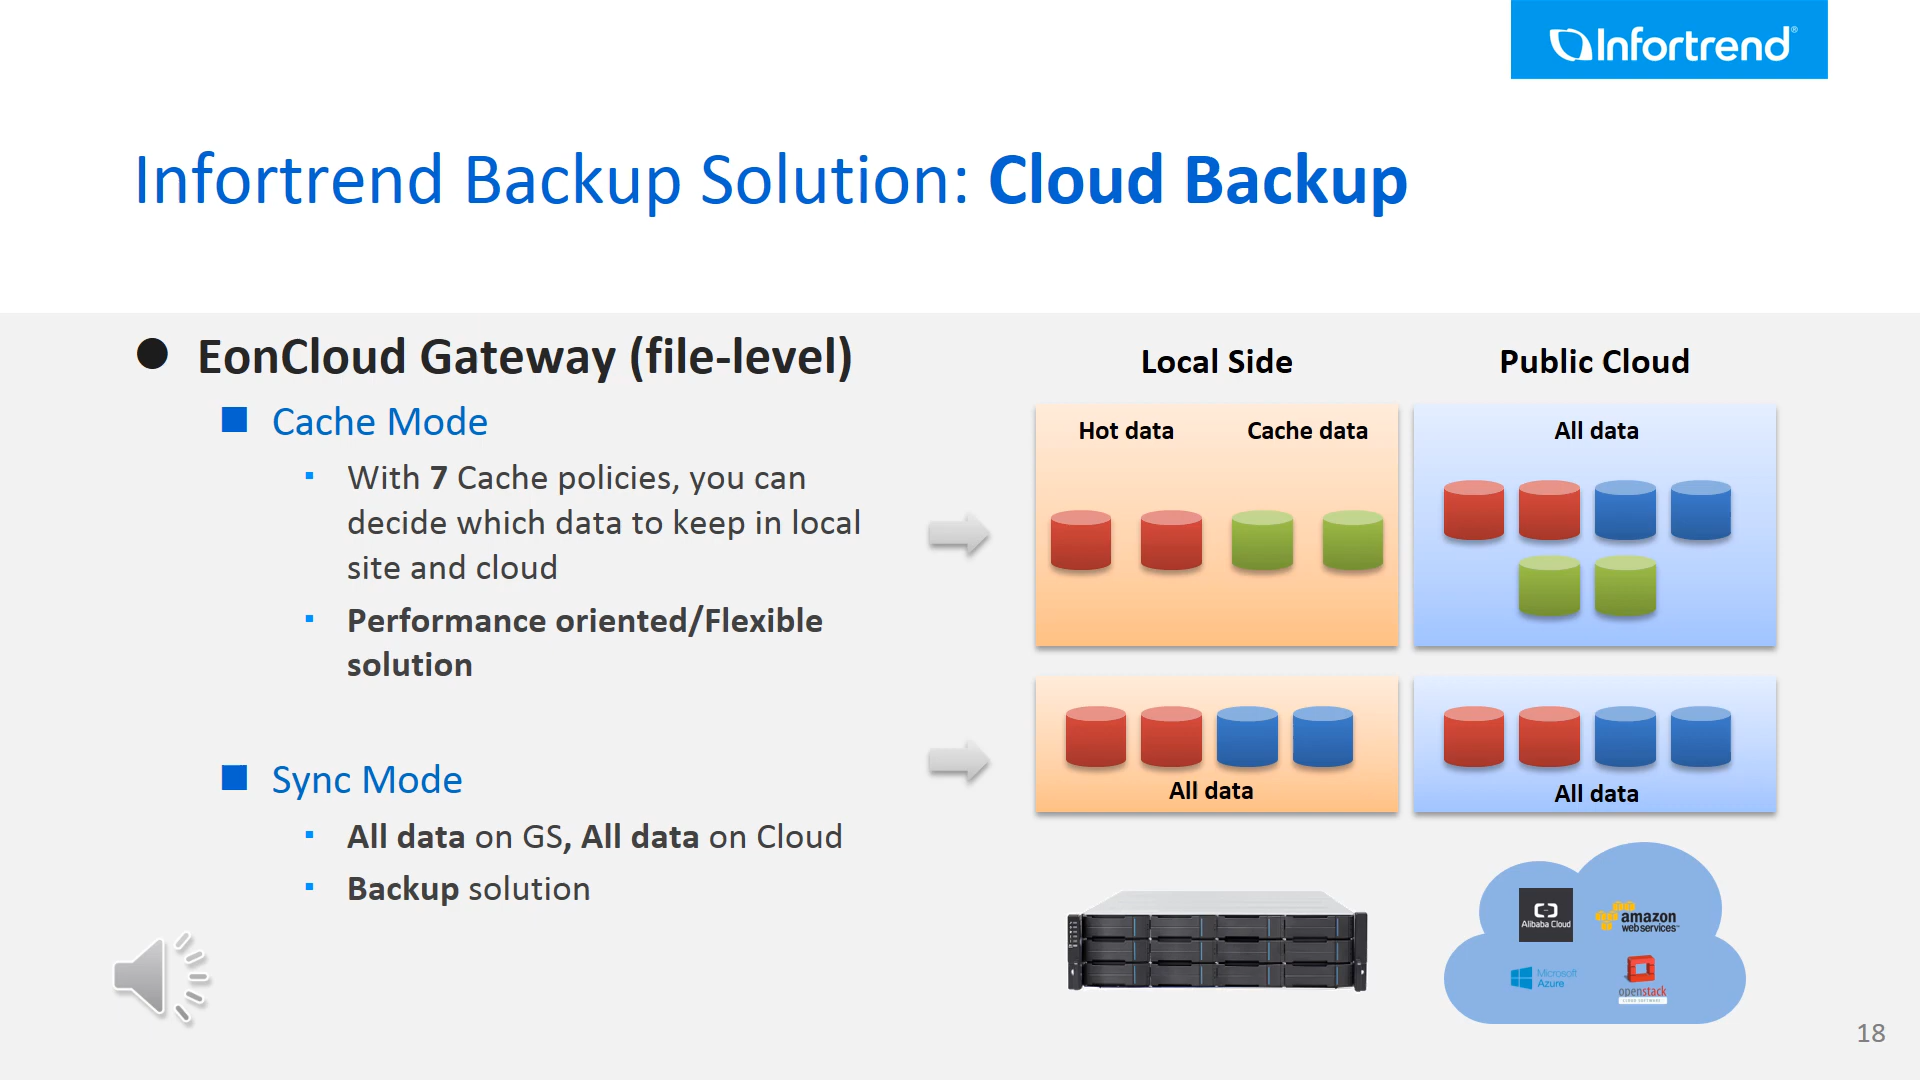 Infortrend®
Infortrend Backup Solution: Cloud Backup
EonCloud Gateway (file-level)
Cache Mode
With 7 Cache policies, you can
decide which data to keep in local
site and cloud
Performance oriented/Flexible
solution
Sync Mode
All data on GS, All data on Cloud
Backup solution
Local Side
Public Cloud
Hot data
Cache data
All data
All data
All data
Alibaba Cloud
amazon
web services™
Microsoft
Azure
openstack
CLOUD SOFTWARE
18